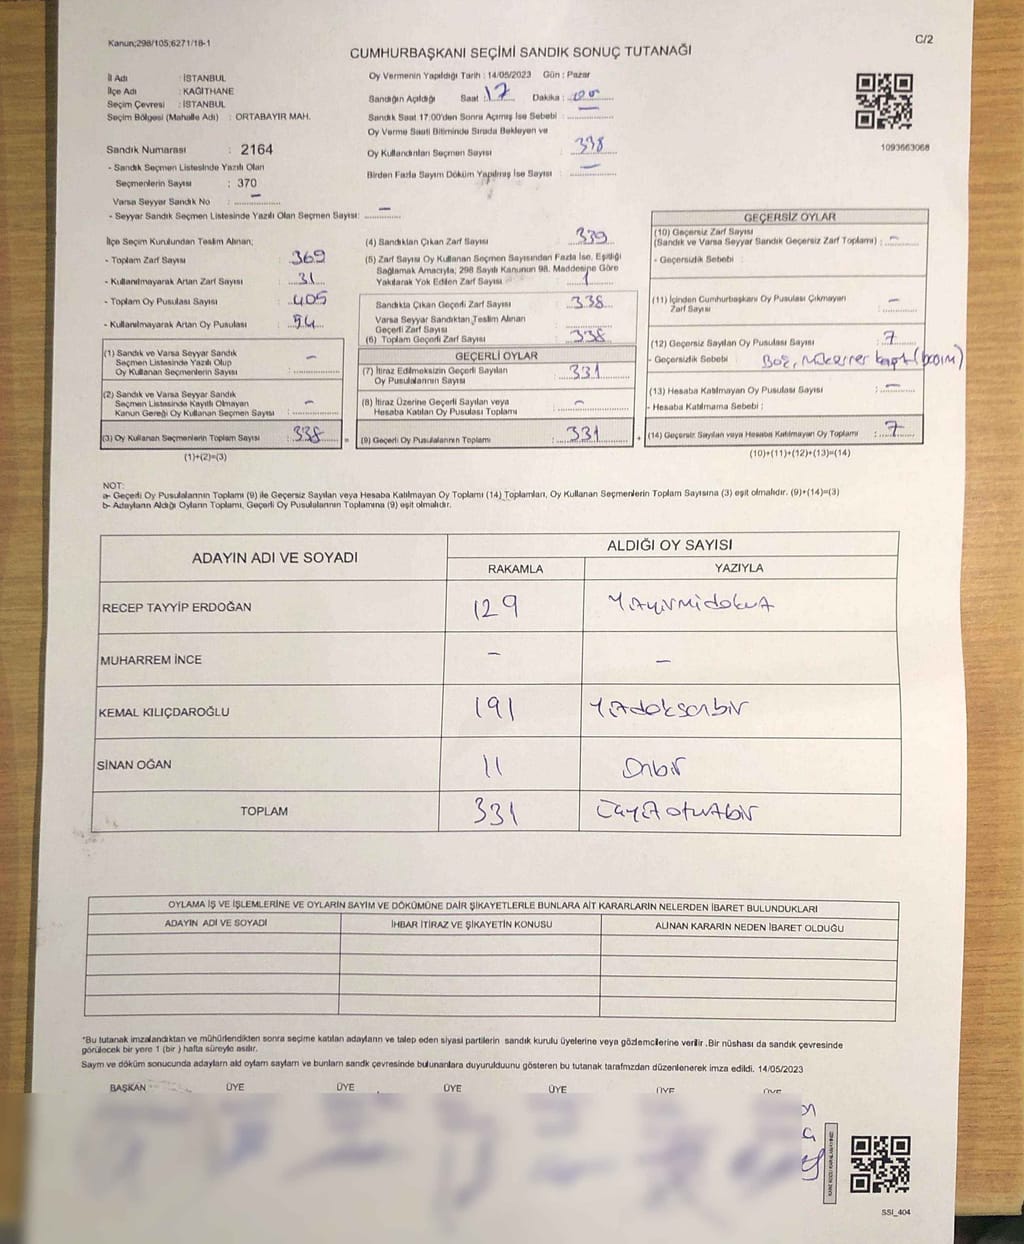 Kanun;298/105;6271/18-1
C/2
CUMHURBAŞKANI SEÇİMİ SANDIK SONUÇ TUTANAĞI
İl Adı : İSTANBUL
İlçe Adı : KAĞITHANE
Seçim Çevresi : İSTANBUL
Seçim Bölgesi (Mahalle Adı) : ORTABAYIR MAH.
Sandık Numarası : 2164
- Sandık Seçmen Listesinde Yazılı Olan
Seçmenlerin Sayısı : 370
Varsa Seyyar Sandık No : –
- Seyyar Sandık Seçmen Listesinde Yazılı Olan Seçmen Sayısı: –
Oy Vermenin Yapıldığı Tarih : 14/05/2023 Gün : Pazar
Sandığın Açıldığı Saat : 17 Dakika : 00
Sandık Saat 17:00'den Sonra Açımış İse Sebebi : –
Oy Verme Saati Bitiminde Sırada Bekleyen ve
Oy Kullandırılan Seçmen Sayısı : 338
Birden Fazla Sayım Döküm Yapılmış İse Sayısı : –
1093663068
İlçe Seçim Kurulundan Teslim Alınan;
- Toplam Zarf Sayısı : 369
- Kullanılmayarak Artan Zarf Sayısı : 31
- Toplam Oy Pusulası Sayısı : 405
- Kullanılmayarak Artan Oy Pusulası :
(1) Sandık ve Varsa Seyyar Sandık
Seçmen Listesinde Yazılı Olup
Oy Kullanan Seçmenlerin Sayısı : –
(2) Sandık ve Varsa Seyyar Sandık
Seçmen Listesinde Kayıtlı Olmayan
Kanun Gereği Oy Kullanan Seçmen Sayısı : –
(3) Oy Kullanan Seçmenlerin Toplam Sayısı : 338
(1)+(2)=(3)
(4) Sandıktan Çıkan Zarf Sayısı : 339
(5) Zarf Sayısı Oy Kullanan Seçmen Sayısından Fazla İse, Eşitliği
Sağlamak Amacıyla; 298 Sayılı Kanunun 98. Maddesine Göre
Yakılarak Yok Edilen Zarf Sayısı : 1
Sandıkta Çıkan Geçerli Zarf Sayısı : 338
Varsa Seyyar Sandıktan Teslim Alınan
Geçerli Zarf Sayısı :
(6) Toplam Geçerli Zarf Sayısı : 338
GEÇERLİ OYLAR
(7) İtiraz Edilmeksizin Geçerli Sayılan
Oy Pusulalarının Sayısı : 331
(8) İtiraz Üzerine Geçerli Sayılan veya
Hesaba Katılan Oy Pusulası Toplamı : –
= (9) Geçerli Oy Pusulalarının Toplamı : 331
GEÇERSİZ OYLAR
(10) Geçersiz Zarf Sayısı
(Sandık ve Varsa Seyyar Sandık Geçersiz Zarf Toplamı) : –
- Geçersizlik Sebebi :
(11) İçinden Cumhurbaşkanı Oy Pusulası Çıkmayan
Zarf Sayısı : –
(12) Geçersiz Sayılan Oy Pusulası Sayısı : 7
- Geçersizlik Sebebi : Boş, Mükerrer
(13) Hesaba Katılmayan Oy Pusulası Sayısı : –
- Hesaba Katılmama Sebebi :
+ (14) Geçersiz Sayılan veya Hesaba Katılmayan Oy Toplamı : 7
(10)+(11)+(12)+(13)=(14)
NOT:
a- Geçerli Oy Pusulalarının Toplamı (9) ile Geçersiz Sayılan veya Hesaba Katılmayan Oy Toplamı (14) Toplamları, Oy Kullanan Seçmenlerin Toplam Sayısına (3) eşit olmalıdır. (9)+(14)=(3)
b- Adayların Aldığı Oyların Toplamı, Geçerli Oy Pusulalarının Toplamına (9) eşit olmalıdır.
ADAYIN ADI VE SOYADI ALDIĞI OY SAYISI
RAKAMLA YAZIYLA
RECEP TAYYİP ERDOĞAN 129 Yüzyirmidokuz
MUHARREM İNCE – –
KEMAL KILIÇDAROĞLU 191 Yüzdoksanbir
SİNAN OĞAN 11 Onbir
TOPLAM 331 Üçyüzotuzbir
OYLAMA İŞ VE İŞLEMLERİNE VE OYLARIN SAYIM VE DÖKÜMÜNE DAİR ŞİKAYETLERLE BUNLARA AİT KARARLARIN NELERDEN İBARET BULUNDUKLARI
ADAYIN ADI VE SOYADI İHBAR İTİRAZ VE ŞİKAYETİN KONUSU ALINAN KARARIN NEDEN İBARET OLDUĞU
*Bu tutanak imzalandıktan ve mühürlendikten sonra seçime katılan adayların ve talep eden siyasi partilerin sandık kurulu üyelerine veya gözlemcilerine verilir .Bir nüshası da sandık çevresinde
görülecek bir yere 1 (bir ) hafta süreyle asılır.
Sayım ve döküm sonucunda adayların aldı oyların sayların ve bunların sandk çevresinde bulunanlara duyurulduunu gösteren bu tutanak tarafmzdan düzenlenerek imza edildi. 14/05/2023
BAŞKAN ÜYE ÜYE ÜYE ÜYE ÜYE ÜYE
SSI_404